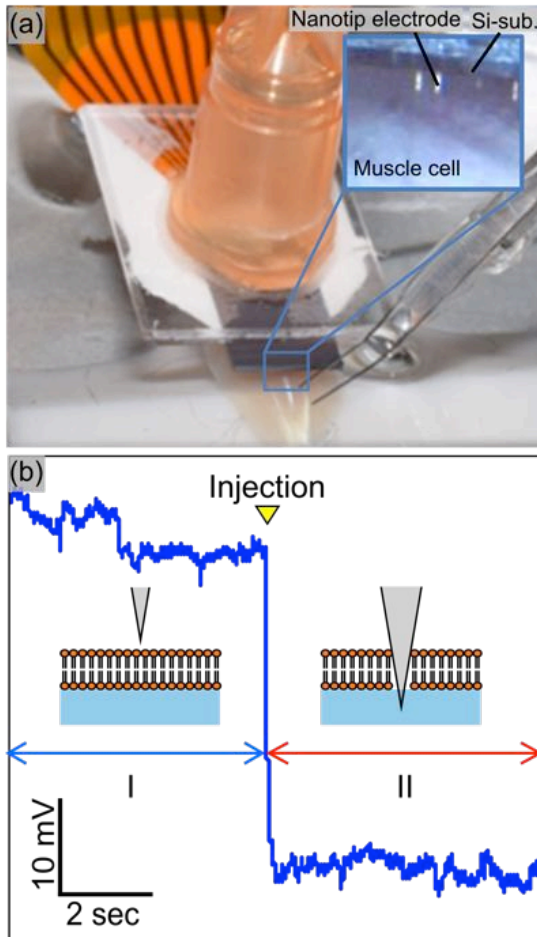 (a)
Nanotip electrode
Si-sub.
Muscle cell
(b)
Injection
I
II
10 mV
2 sec